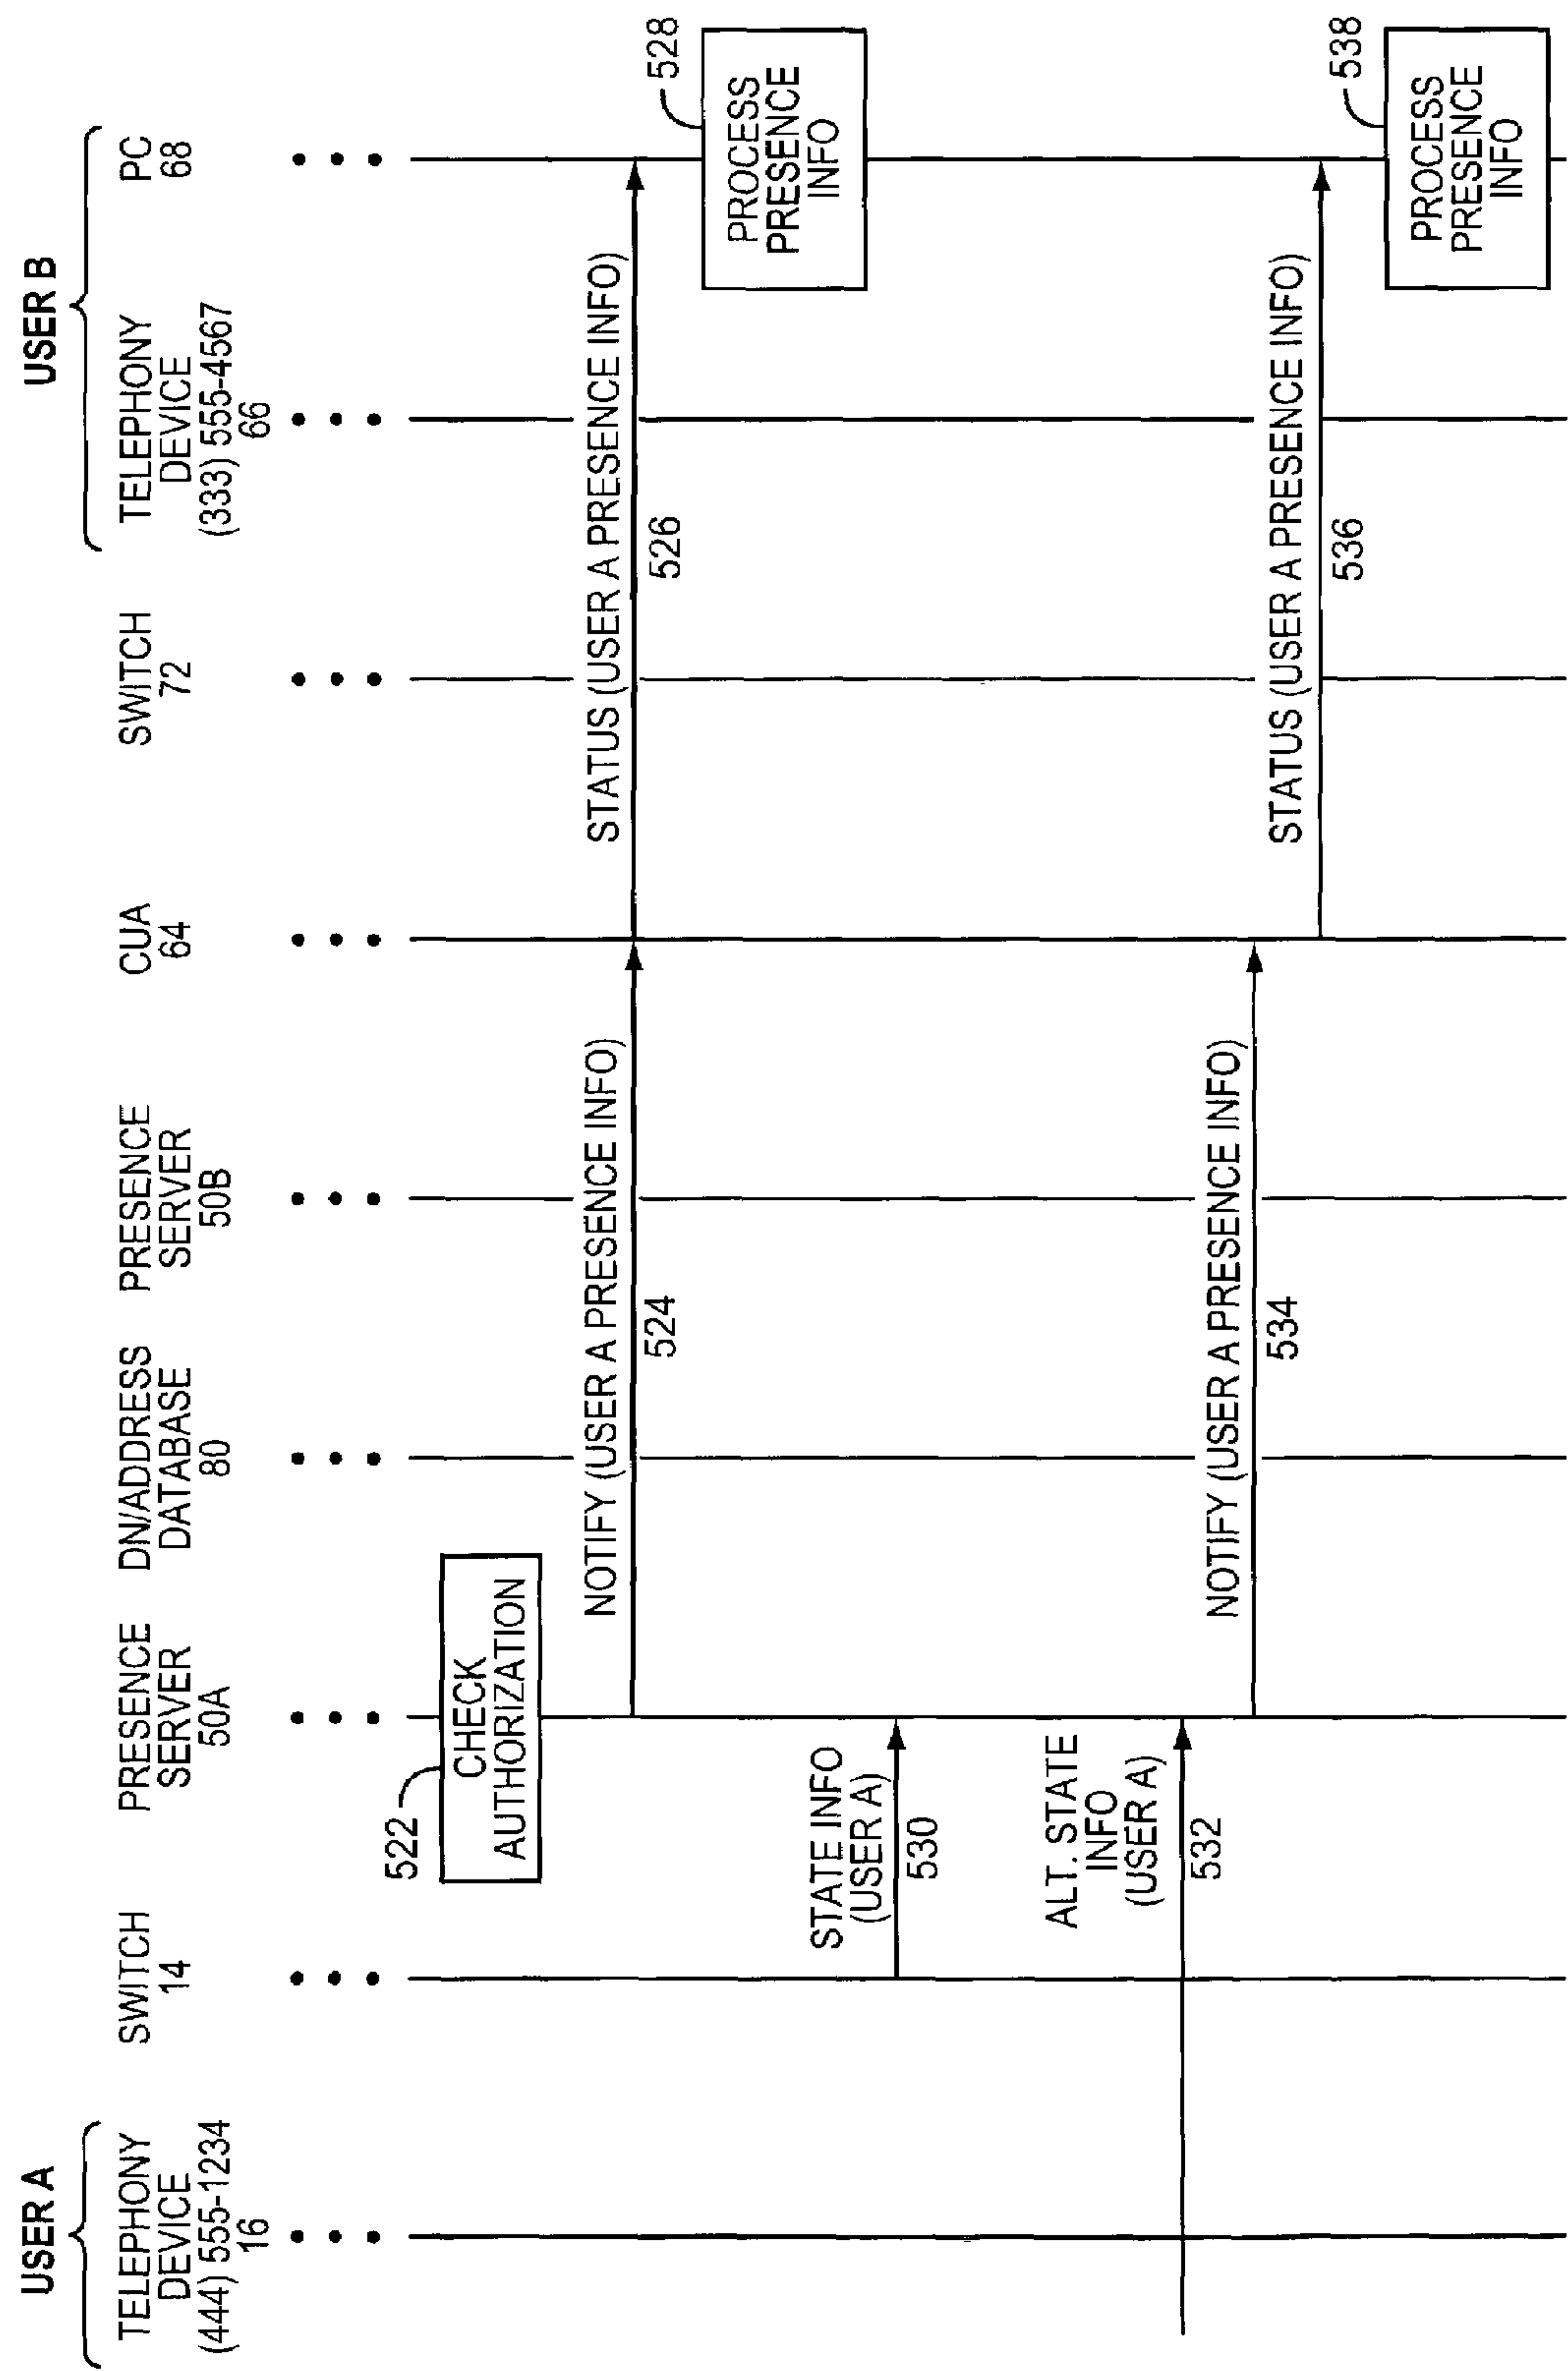 USER A
USER B
TELEPHONY
DEVICE
(444) 555-1234
16
SWITCH
14
PRESENCE
SERVER
50A
DN/ADDRESS
DATABASE
80
PRESENCE
SERVER
50B
CUA
64
SWITCH
72
TELEPHONY
DEVICE
(333) 555-4567
66
PC
68
522
CHECK
AUTHORIZATION
NOTIFY (USER A PRESENCE INFO)
524
STATUS (USER A PRESENCE INFO)
526
528
PROCESS
PRESENCE
INFO
STATE INFO
(USER A)
530
ALT. STATE
INFO
(USER A)
532
NOTIFY (USER A PRESENCE INFO)
534
STATUS (USER A PRESENCE INFO)
536
538
PROCESS
PRESENCE
INFO